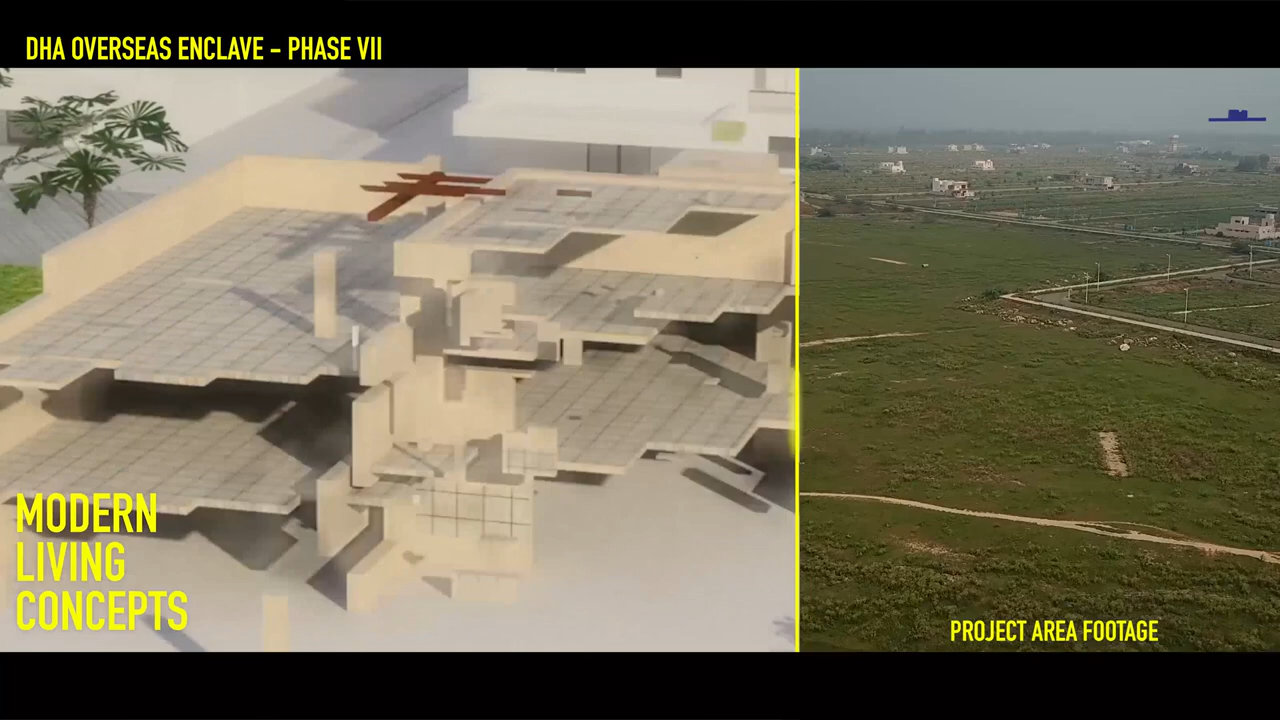 DHA OVERSEAS ENCLAVE - PHASE VII
MODERN
LIVING
CONCEPTS
PROJECT AREA FOOTAGE